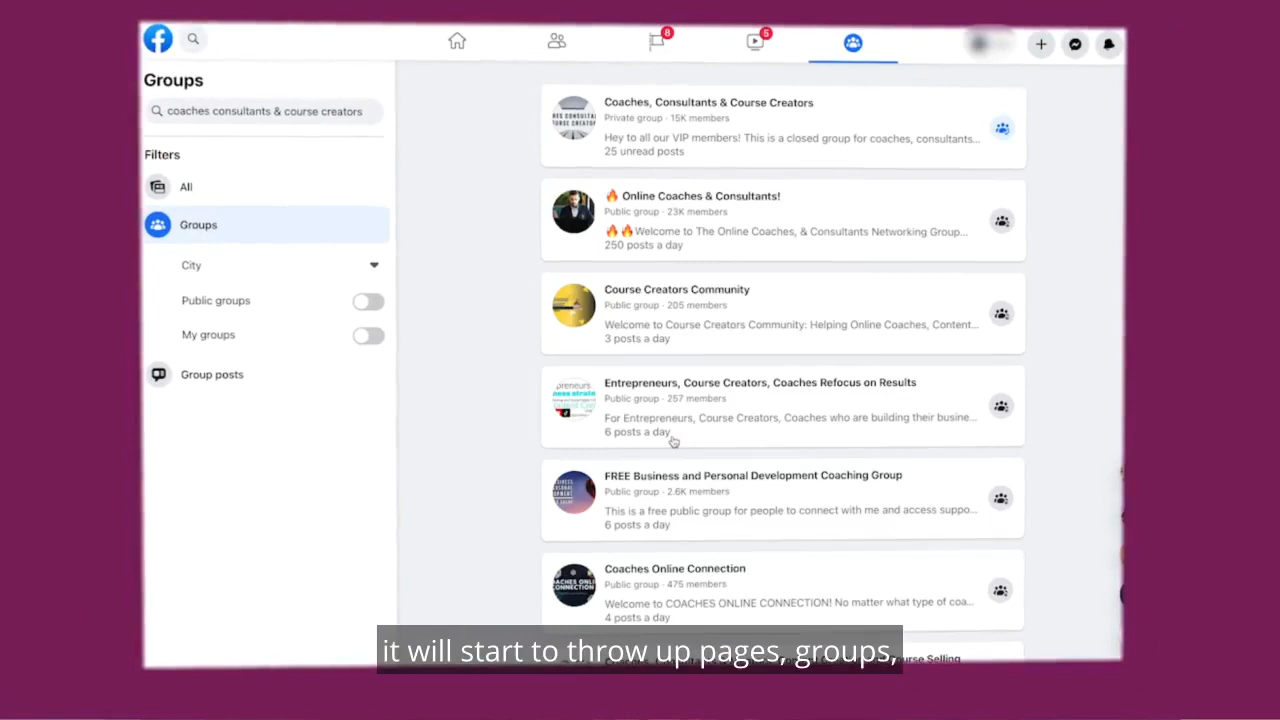 8
5
Groups
coaches consultants & course creators
Filters
All
Groups
City
Public groups
My groups
Group posts
Coaches, Consultants & Course Creators
Private group · 15K members
Hey to all our VIP members! This is a closed group for coaches, consultants...
25 unread posts
🔥 Online Coaches & Consultants!
Public group · 23K members
🔥🔥Welcome to The Online Coaches, & Consultants Networking Group...
250 posts a day
Course Creators Community
Public group · 205 members
Welcome to Course Creators Community: Helping Online Coaches, Content...
3 posts a day
Entrepreneurs, Course Creators, Coaches Refocus on Results
Public group · 257 members
For Entrepreneurs, Course Creators, Coaches who are building their busine...
6 posts a day
FREE Business and Personal Development Coaching Group
Public group · 2.6K members
This is a free public group for people to connect with me and access suppo...
6 posts a day
COACHES ONLINE
CONNECTION
Coaches Online Connection
Public group · 475 members
Welcome to COACHES ONLINE CONNECTION! No matter what type of coa...
4 posts a day
it will start to throw up pages, groups,
Selling